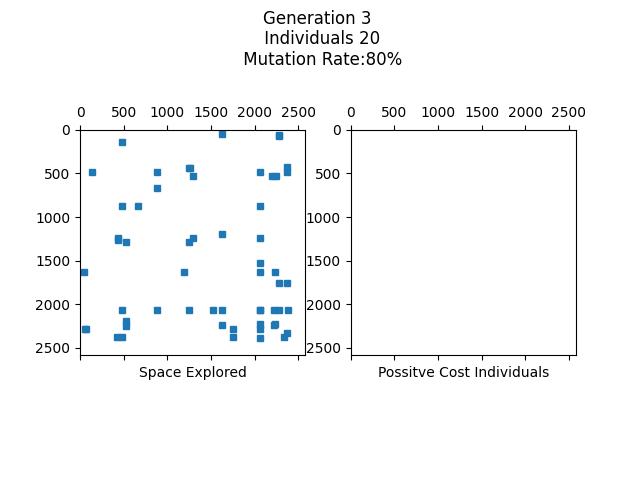 Generation 3
Individuals 20
Mutation Rate:80%
0 500 1000 1500 2000 2500
0 500 1000 1500 2000 2500
0
500
1000
1500
2000
2500
0
500
1000
1500
2000
2500
Space Explored
Possitve Cost Individuals